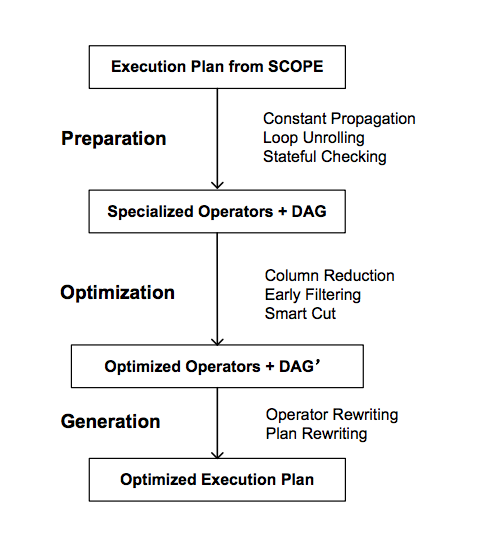 Execution Plan from SCOPE
Preparation
Constant Propagation
Loop Unrolling
Stateful Checking
Specialized Operators + DAG
Optimization
Column Reduction
Early Filtering
Smart Cut
Optimized Operators + DAG′
Generation
Operator Rewriting
Plan Rewriting
Optimized Execution Plan